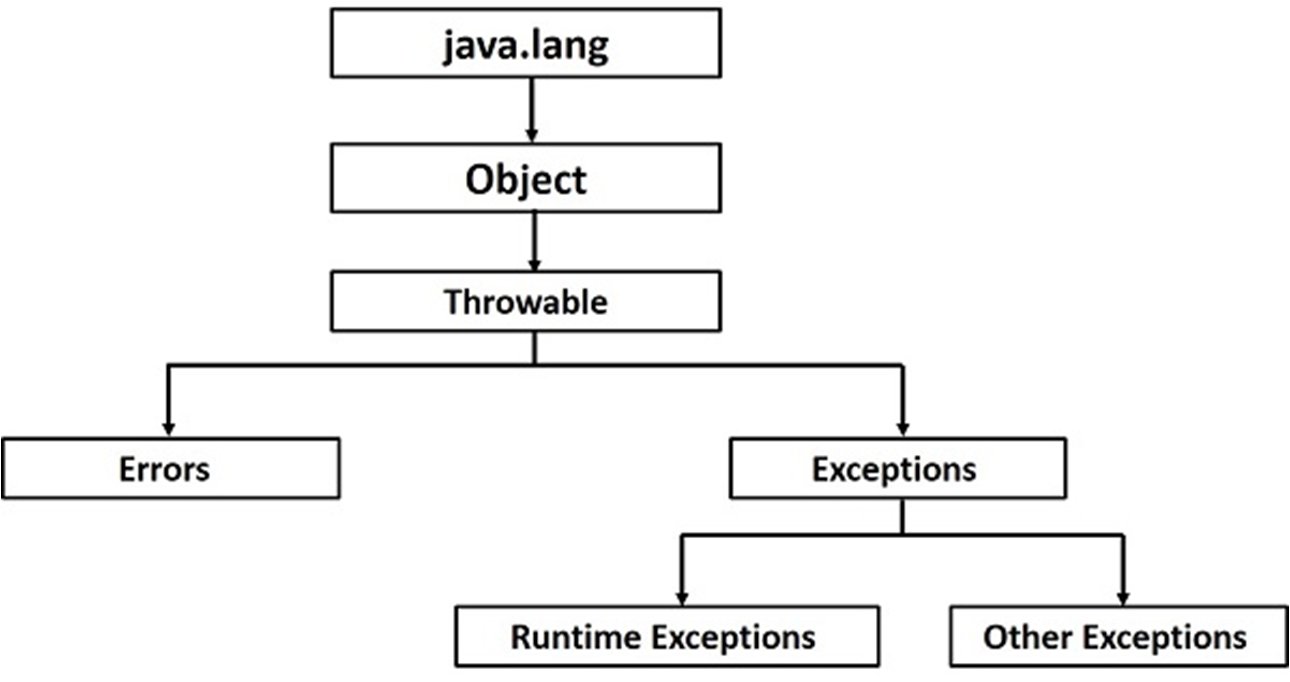 java.lang
Object
Throwable
Errors
Exceptions
Runtime Exceptions
Other Exceptions